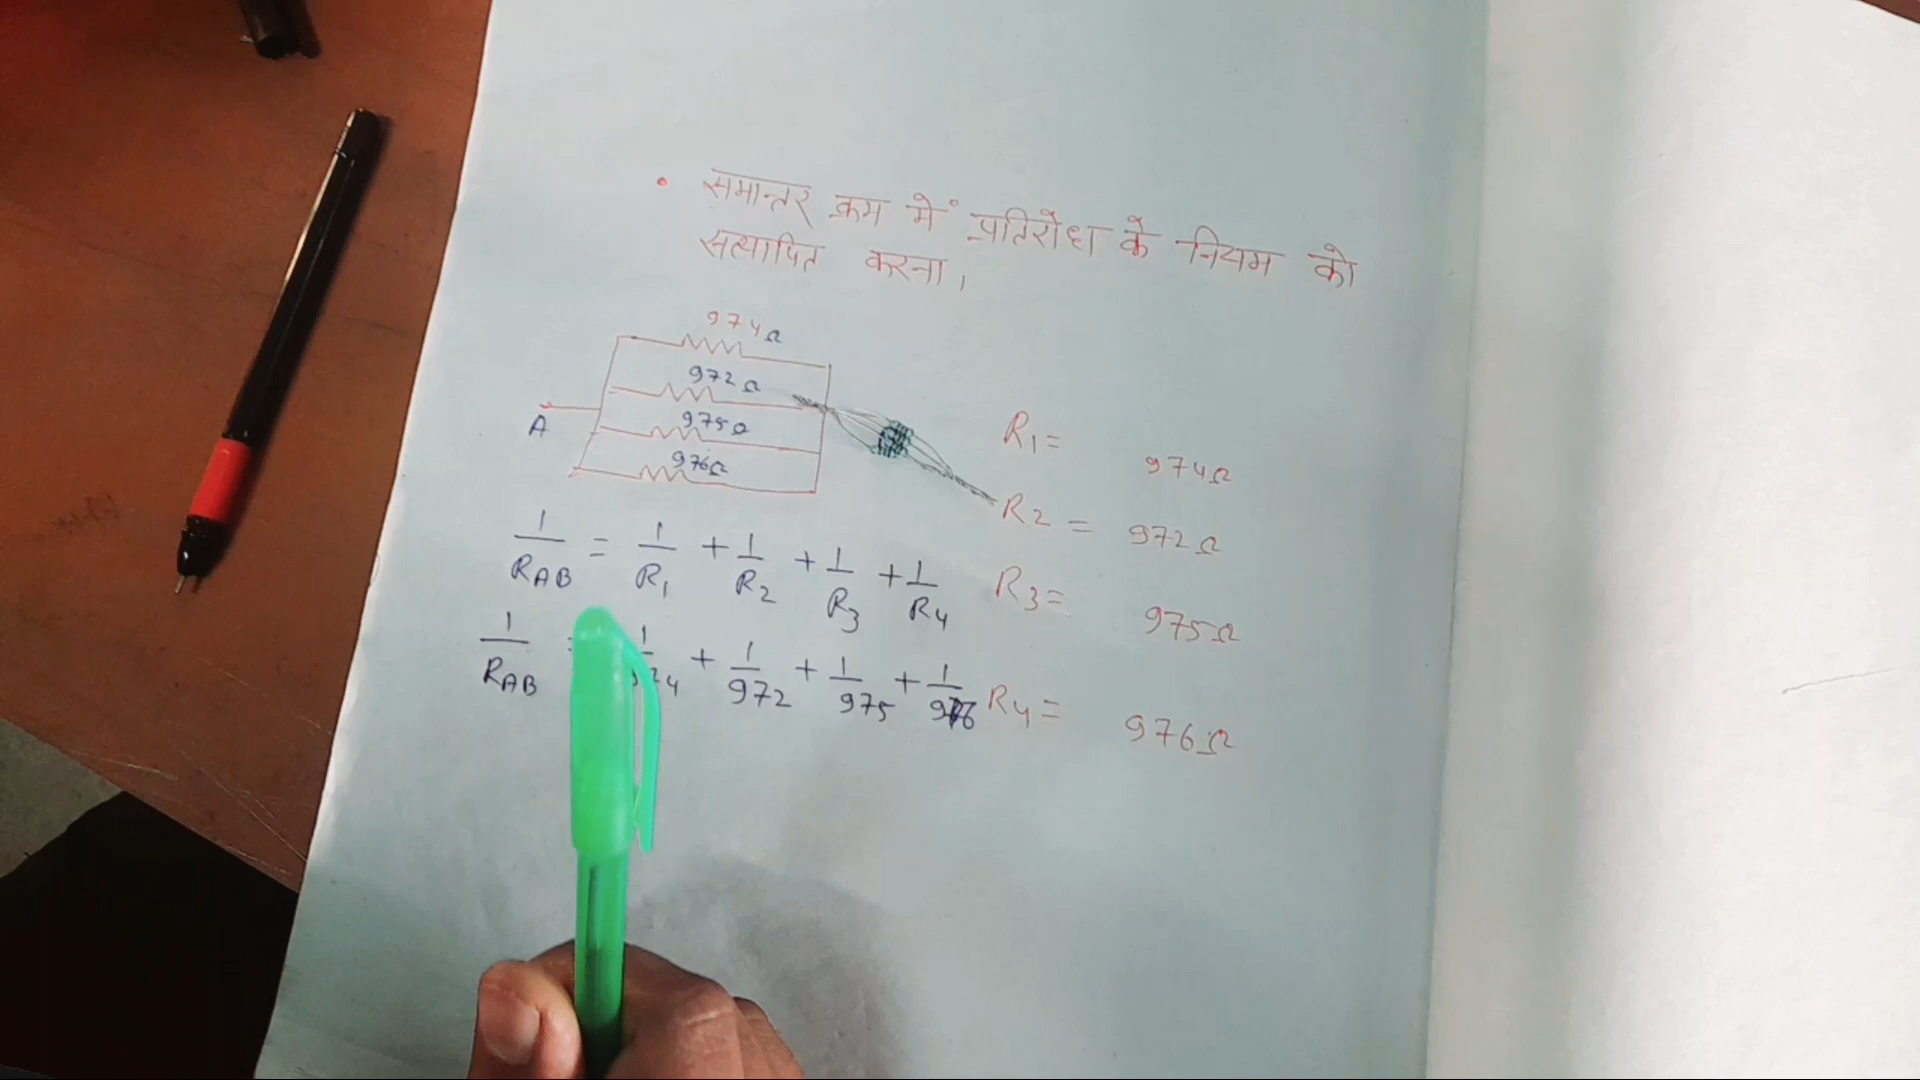 • समान्तर क्रम में प्रतिरोध के नियम को
सत्यापित करना।
974Ω
972Ω
975Ω
976Ω
A
R1 = 974Ω
R2 = 972Ω
R3 = 975Ω
R4 = 976Ω
1/RAB = 1/R1 + 1/R2 + 1/R3 + 1/R4
1/RAB = + 1/972 + 1/975 + 1/976